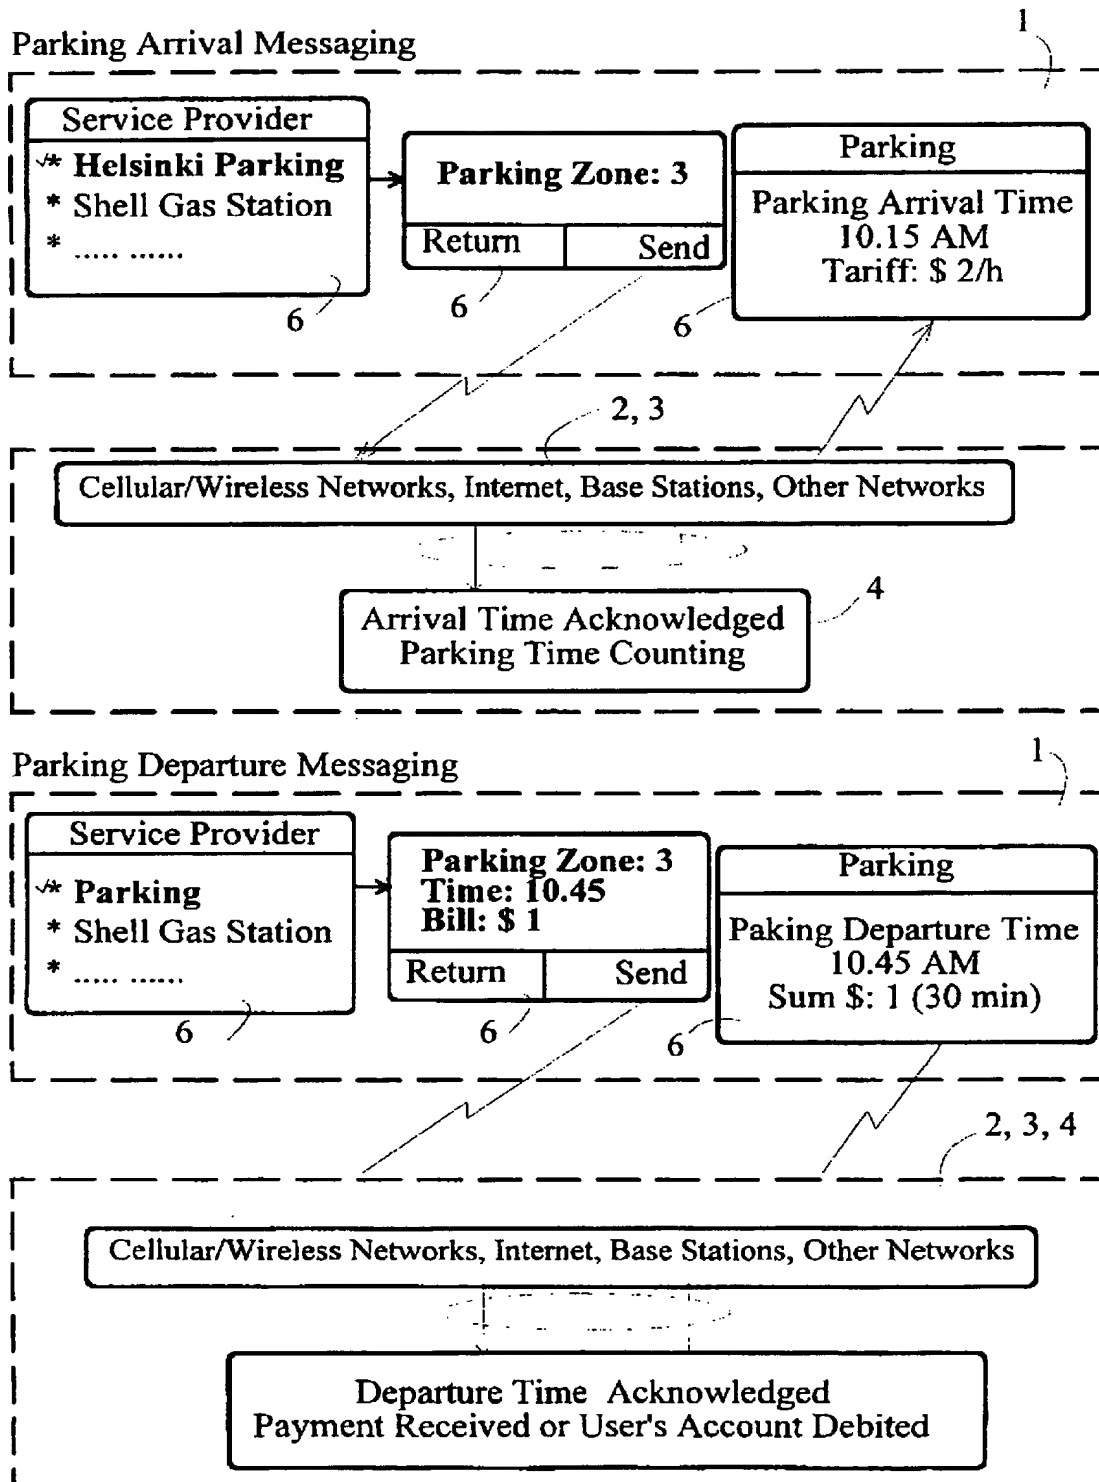 1
Parking Arrival Messaging
Service Provider
* Helsinki Parking
* Shell Gas Station
* ..... ......
6
Parking Zone: 3
Return
Send
6
Parking
Parking Arrival Time
10.15 AM
Tariff: $ 2/h
6
2, 3
Cellular/Wireless Networks, Internet, Base Stations, Other Networks
4
Arrival Time Acknowledged
Parking Time Counting
Parking Departure Messaging
1
Service Provider
* Parking
* Shell Gas Station
* ..... ......
6
Parking Zone: 3
Time: 10.45
Bill: $ 1
Return
Send
6
Parking
Paking Departure Time
10.45 AM
Sum $: 1 (30 min)
6
2, 3, 4
Cellular/Wireless Networks, Internet, Base Stations, Other Networks
Departure Time Acknowledged
Payment Received or User's Account Debited